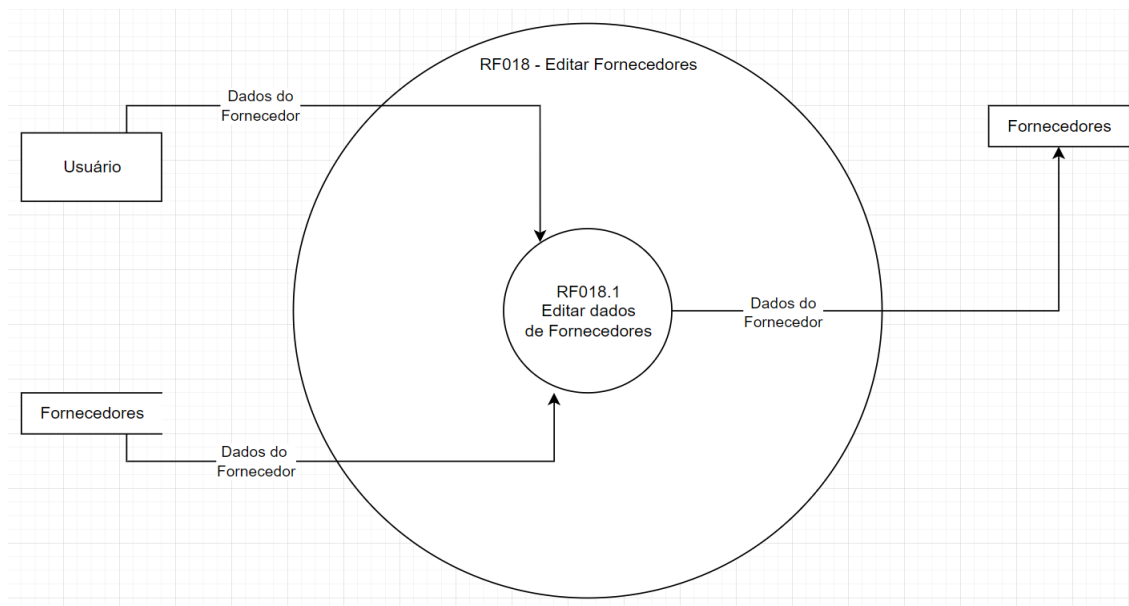 RF018 - Editar Fornecedores
Dados do
Fornecedor
Usuário
Fornecedores
RF018.1
Editar dados
de Fornecedores
Dados do
Fornecedor
Fornecedores
Dados do
Fornecedor